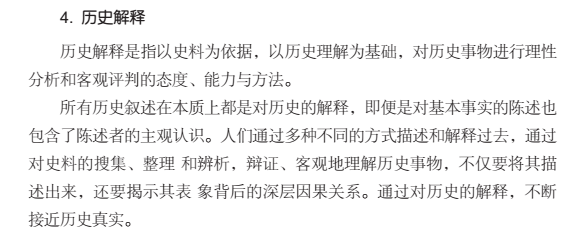 4. 历史解释
历史解释是指以史料为依据，以历史理解为基础，对历史事物进行理性
分析和客观评判的态度、能力与方法。
所有历史叙述在本质上都是对历史的解释，即便是对基本事实的陈述也
包含了陈述者的主观认识。人们通过多种不同的方式描述和解释过去，通过
对史料的搜集、整理 和辨析，辩证、客观地理解历史事物，不仅要将其描
述出来，还要揭示其表 象背后的深层因果关系。通过对历史的解释，不断
接近历史真实。